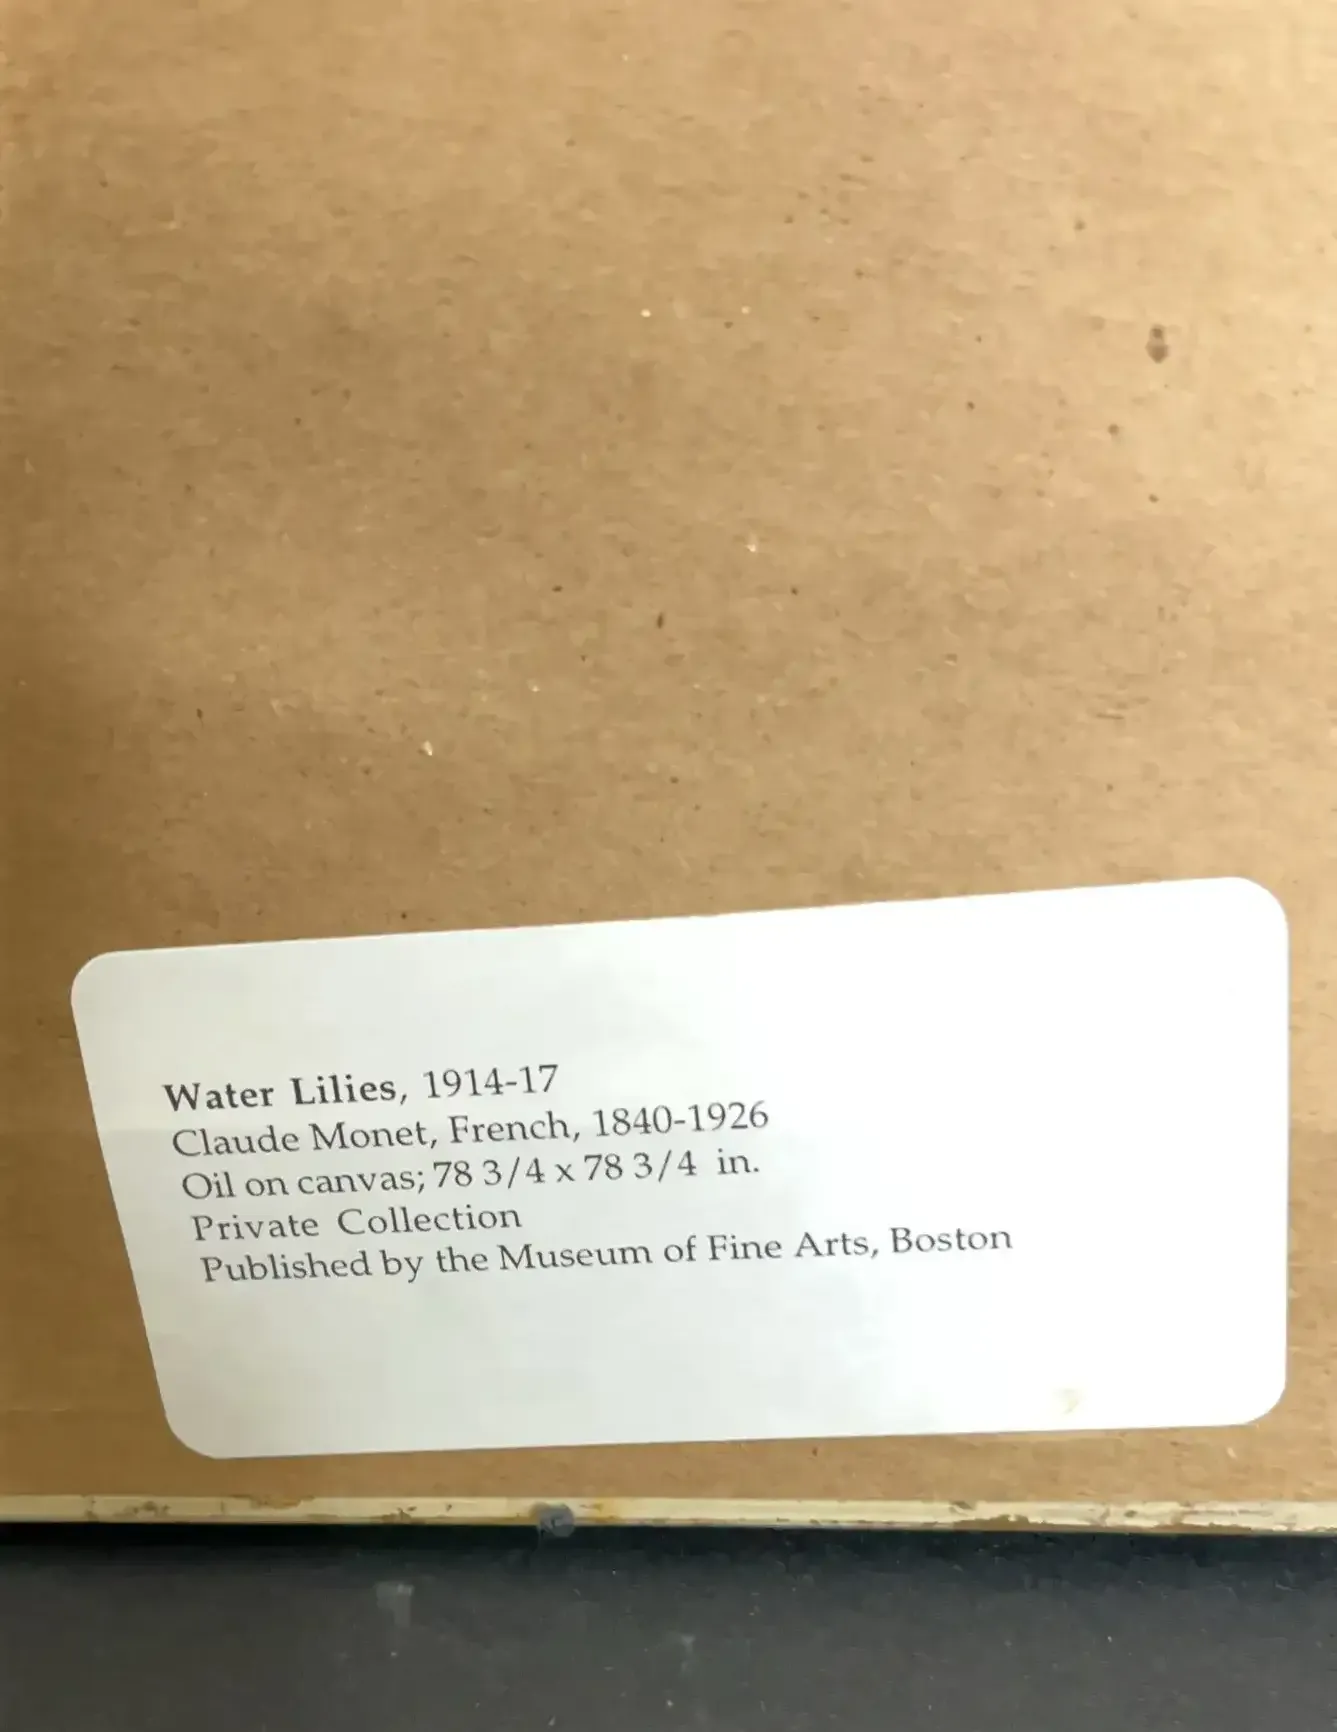 Water Lilies, 1914-17
Claude Monet, French, 1840-1926
Oil on canvas; 78 3/4 x 78 3/4 in.
Private Collection
Published by the Museum of Fine Arts, Boston